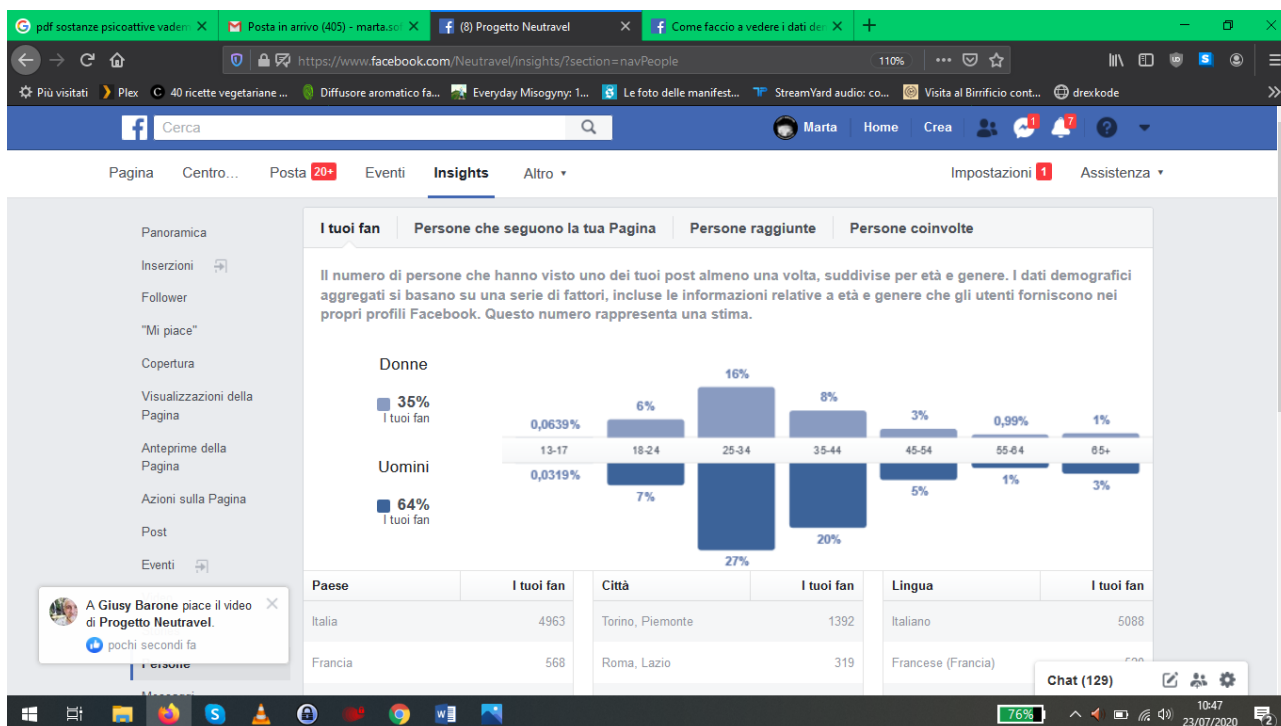 pdf sostanze psicoattive vadem
Posta in arrivo (405) - marta.sof
(8) Progetto Neutravel
Come faccio a vedere i dati dem
https://www.facebook.com/Neutravel/insights/?section=navPeople
110%
Più visitati
Plex
40 ricette vegetariane ...
Diffusore aromatico fa...
Everyday Misogyny: 1...
Le foto delle manifest...
StreamYard audio: co...
Visita al Birrificio cont...
drexkode
Cerca
Marta
Home
Crea
1
7
Pagina
Centro...
Posta 20+
Eventi
Insights
Altro
Impostazioni 1
Assistenza
Panoramica
Inserzioni
Follower
"Mi piace"
Copertura
Visualizzazioni della
Pagina
Anteprime della
Pagina
Azioni sulla Pagina
Post
Eventi
Persone
I tuoi fan
Persone che seguono la tua Pagina
Persone raggiunte
Persone coinvolte
Il numero di persone che hanno visto uno dei tuoi post almeno una volta, suddivise per età e genere. I dati demografici
aggregati si basano su una serie di fattori, incluse le informazioni relative a età e genere che gli utenti forniscono nei
propri profili Facebook. Questo numero rappresenta una stima.
Donne
35%
I tuoi fan
0,0639%
6%
16%
8%
3%
0,99%
1%
13-17
18-24
25-34
35-44
45-54
55-64
65+
Uomini
64%
I tuoi fan
0,0319%
7%
27%
20%
5%
1%
3%
Paese
I tuoi fan
Città
I tuoi fan
Lingua
I tuoi fan
Italia
4963
Torino, Piemonte
1392
Italiano
5088
Francia
568
Roma, Lazio
319
Francese (Francia)
A Giusy Barone piace il video
di Progetto Neutravel.
pochi secondi fa
Chat (129)
76%
10:47
23/07/2020